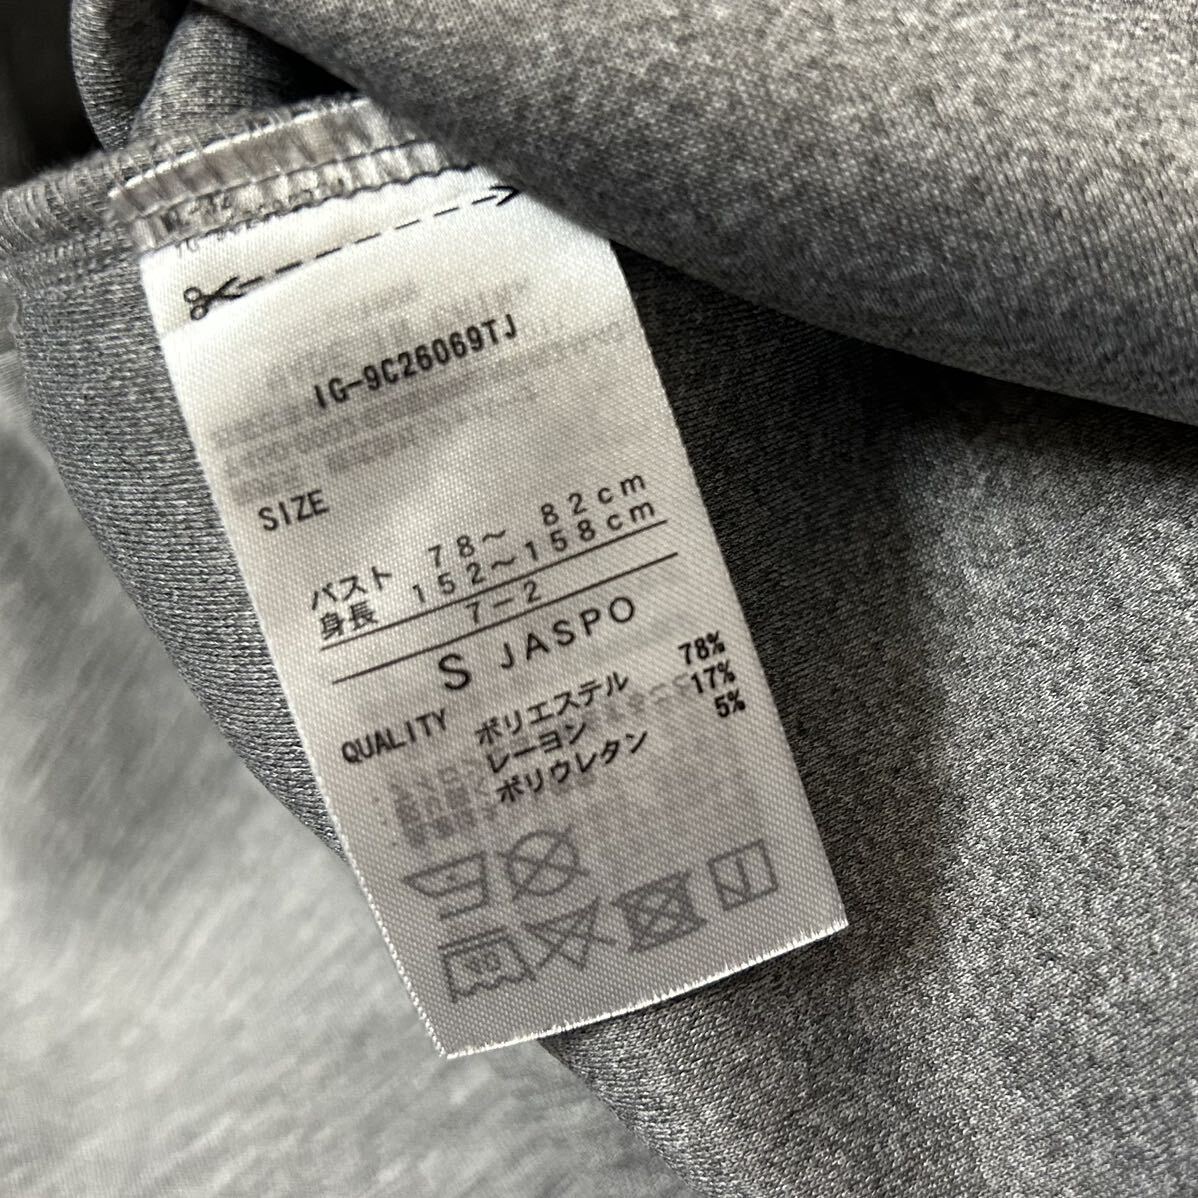 IG-9C26069TJ
SIZE
バスト 78～ 82cm
身長 152～158cm
7-2
S JASPO
QUALITY ポリエステル 78%
レーヨン 17%
ポリウレタン 5%